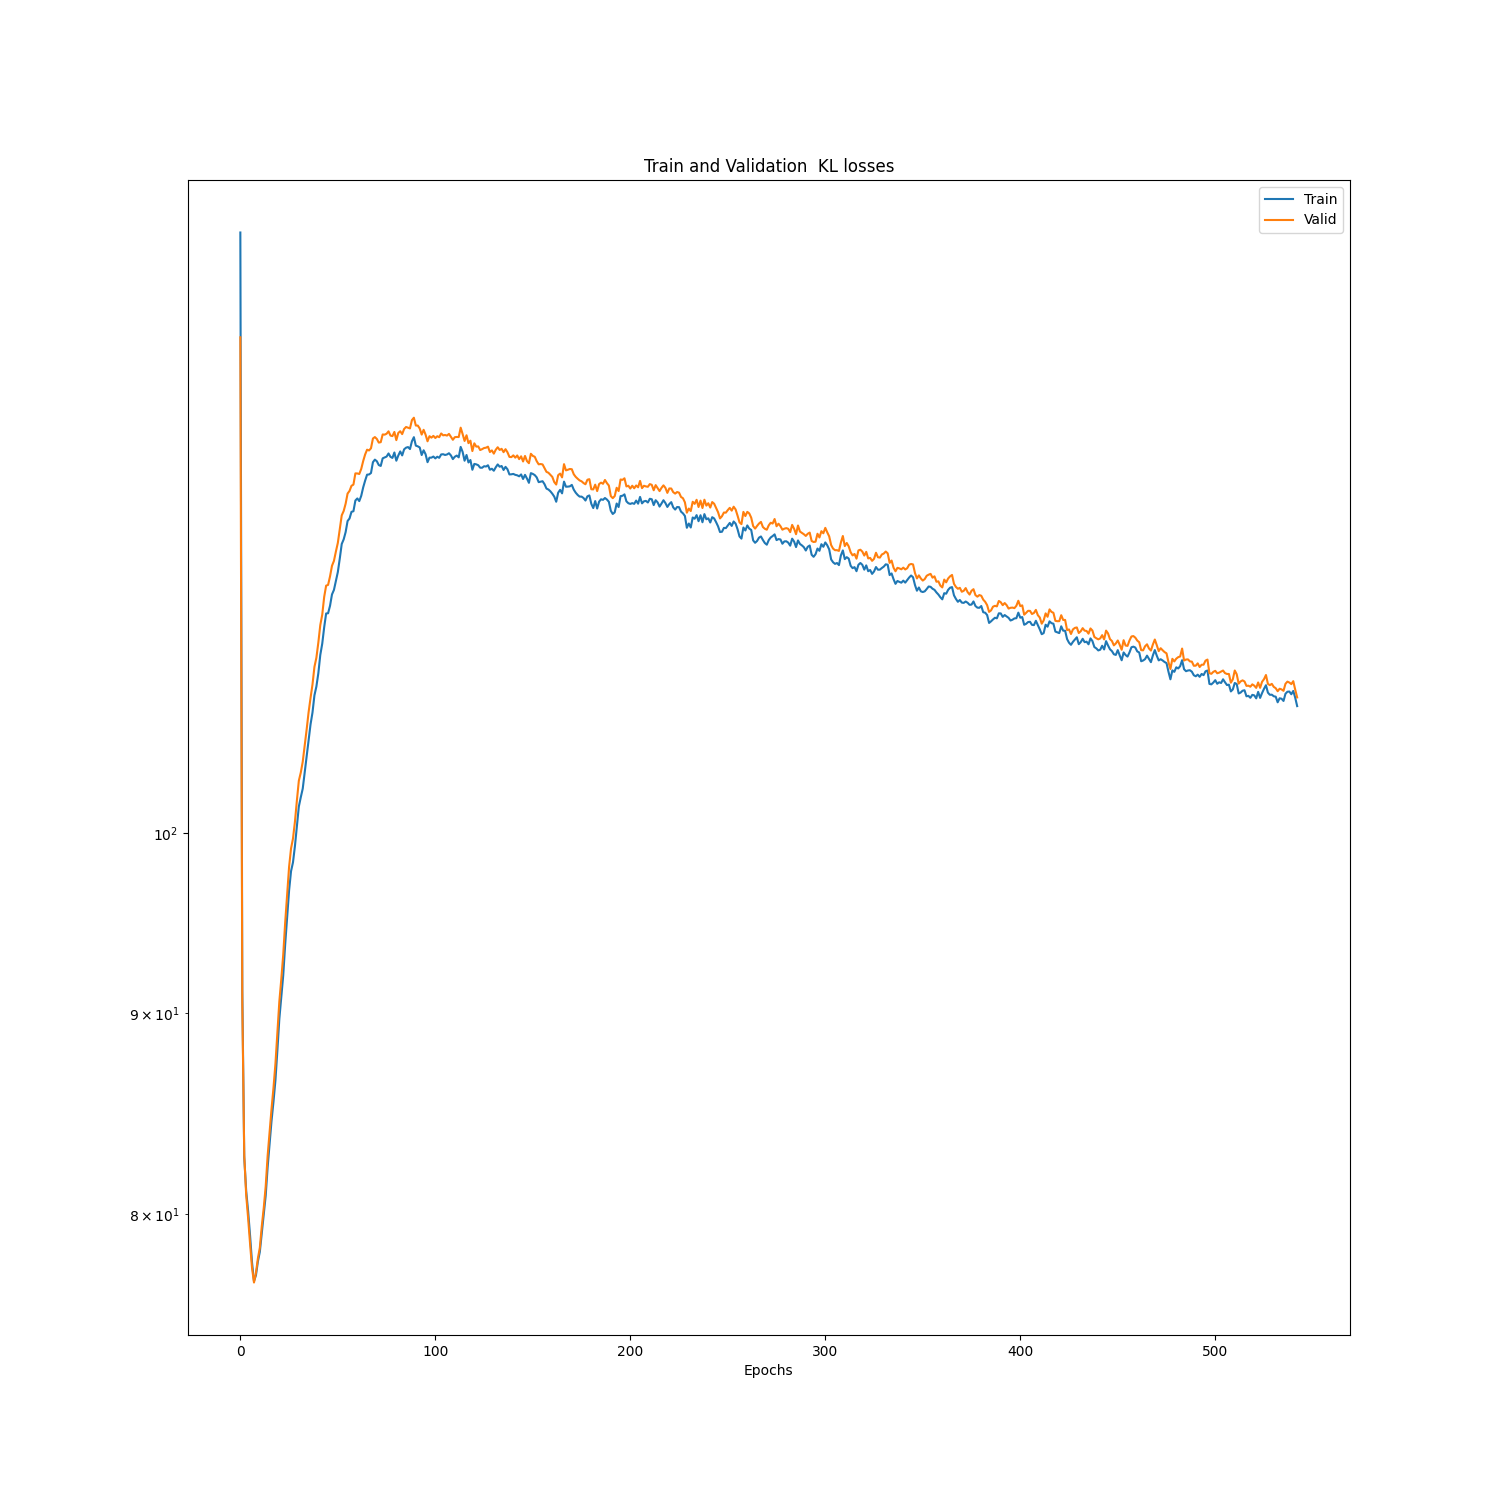 Train and Validation  KL losses
Train
Valid
10²
9 × 10¹
8 × 10¹
0 100 200 300 400 500
Epochs